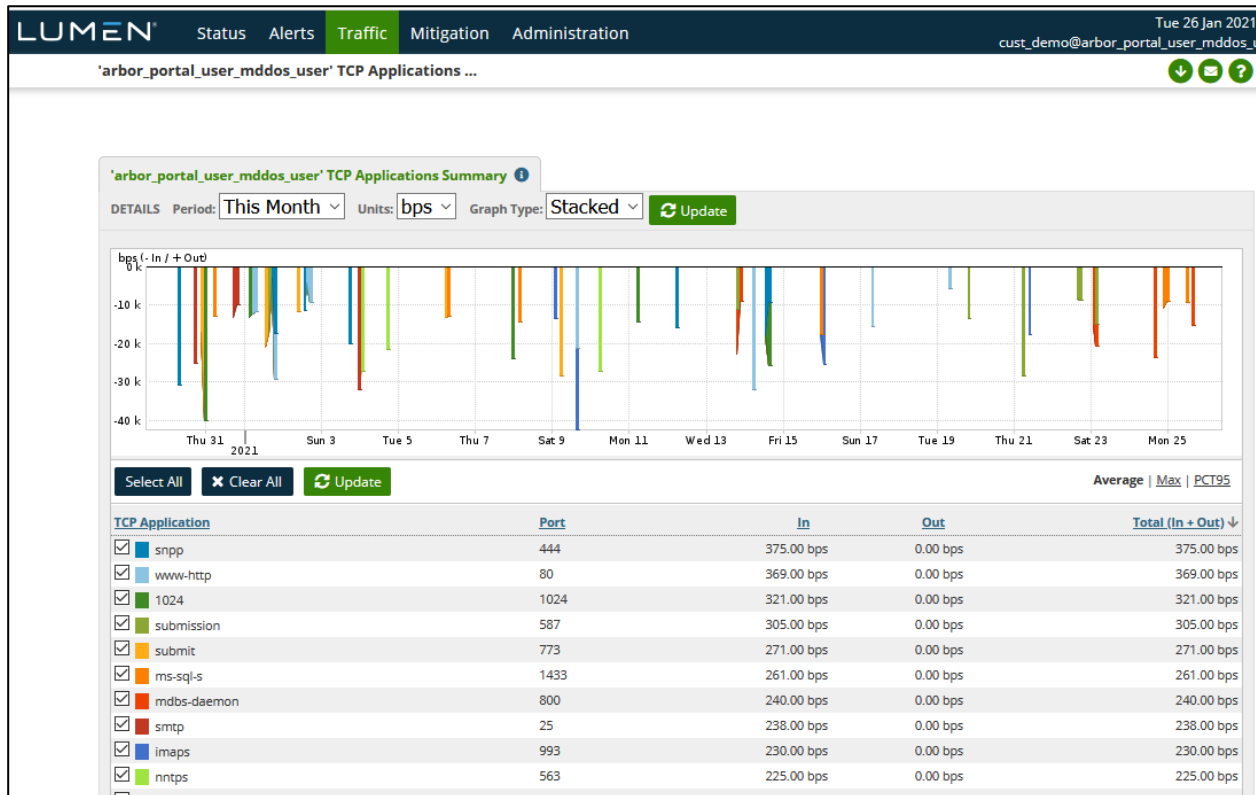 LUMEN Status Alerts Traffic Mitigation Administration Tue 26 Jan 2021
cust_demo@arbor_portal_user_mddos_u
'arbor_portal_user_mddos_user' TCP Applications ...
'arbor_portal_user_mddos_user' TCP Applications Summary
DETAILS Period: This Month Units: bps Graph Type: Stacked Update
bps (- In / + Out)
0 k
-10 k
-20 k
-30 k
-40 k
Thu 31 Sun 3 Tue 5 Thu 7 Sat 9 Mon 11 Wed 13 Fri 15 Sun 17 Tue 19 Thu 21 Sat 23 Mon 25
2021
Select All Clear All Update Average | Max | PCT95
TCP Application Port In Out Total (In + Out)
snpp 444 375.00 bps 0.00 bps 375.00 bps
www-http 80 369.00 bps 0.00 bps 369.00 bps
1024 1024 321.00 bps 0.00 bps 321.00 bps
submission 587 305.00 bps 0.00 bps 305.00 bps
submit 773 271.00 bps 0.00 bps 271.00 bps
ms-sql-s 1433 261.00 bps 0.00 bps 261.00 bps
mdbs-daemon 800 240.00 bps 0.00 bps 240.00 bps
smtp 25 238.00 bps 0.00 bps 238.00 bps
imaps 993 230.00 bps 0.00 bps 230.00 bps
nntps 563 225.00 bps 0.00 bps 225.00 bps